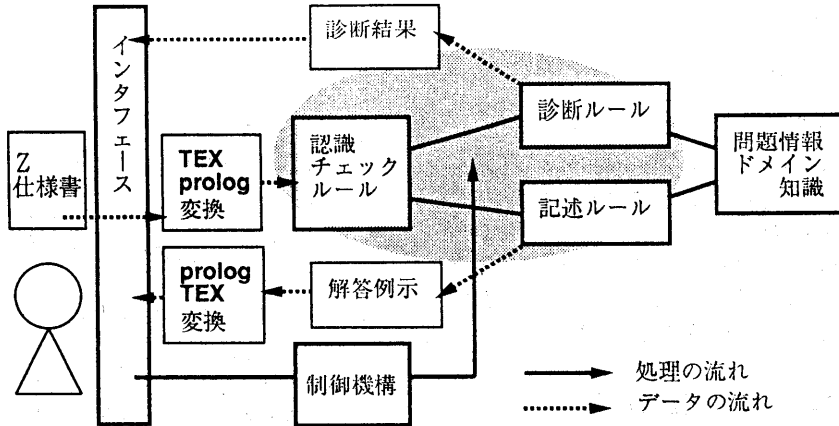 インタフェース
診断結果
診断ルール
認識
チェック
ルール
問題情報
ドメイン
知識
Z
仕様書
TEX
prolog
変換
記述ルール
prolog
TEX
変換
解答例示
制御機構
処理の流れ
データの流れ